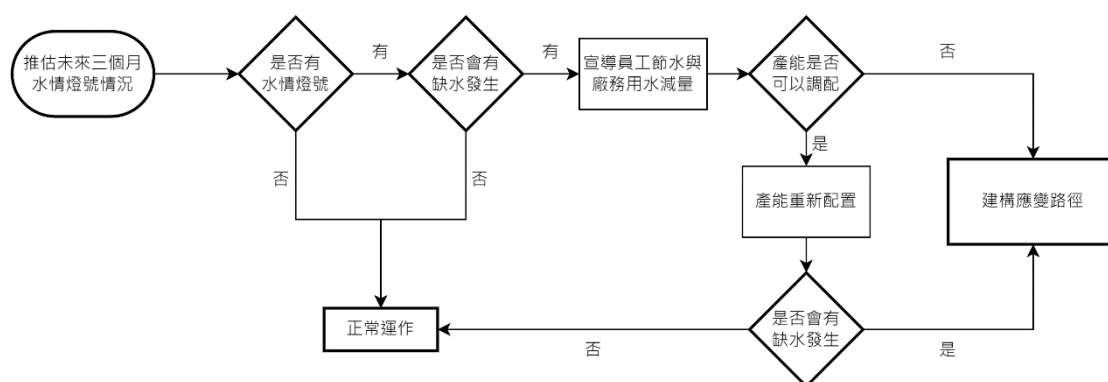 推估未來三個月
水情燈號情況
是否有
水情燈號
有
是否會有
缺水發生
有
宣導員工節水與
廠務用水減量
產能是否
可以調配
否
是
否
否
產能重新配置
建構應變路徑
正常運作
否
是否會有
缺水發生
是